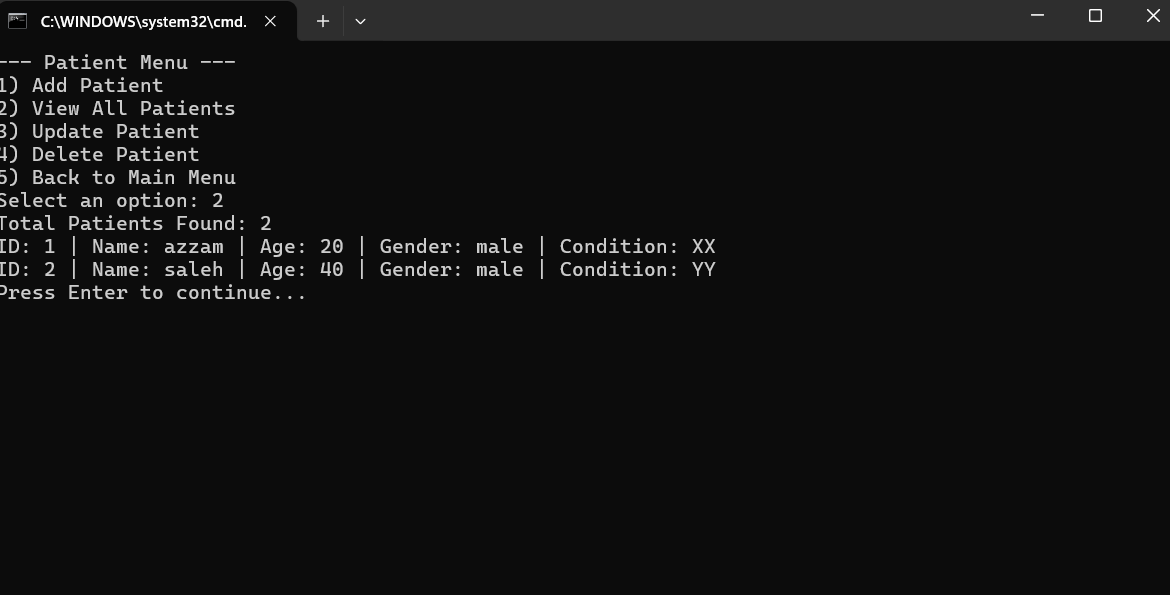 C:\WINDOWS\system32\cmd.
--- Patient Menu ---
1) Add Patient
2) View All Patients
3) Update Patient
4) Delete Patient
5) Back to Main Menu
Select an option: 2
Total Patients Found: 2
ID: 1 | Name: azzam | Age: 20 | Gender: male | Condition: XX
ID: 2 | Name: saleh | Age: 40 | Gender: male | Condition: YY
Press Enter to continue...